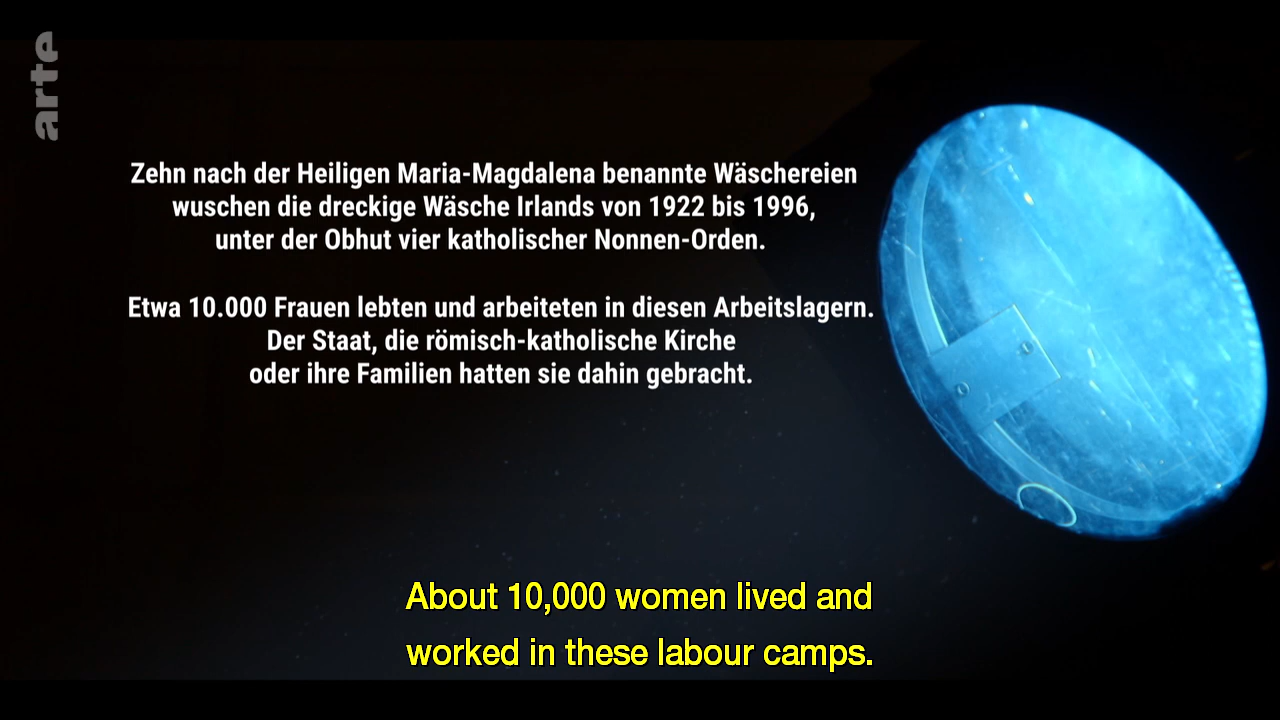 arte
Zehn nach der Heiligen Maria-Magdalena benannte Wäschereien
wuschen die dreckige Wäsche Irlands von 1922 bis 1996,
unter der Obhut vier katholischer Nonnen-Orden.
Etwa 10.000 Frauen lebten und arbeiteten in diesen Arbeitslagern.
Der Staat, die römisch-katholische Kirche
oder ihre Familien hatten sie dahin gebracht.
About 10,000 women lived and
worked in these labour camps.